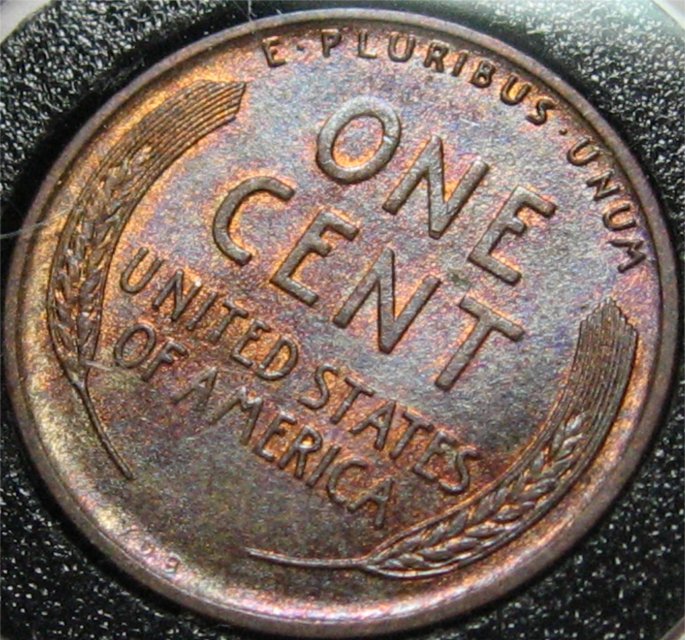 E·PLURIBUS·UNUM
ONE
CENT
UNITED STATES
OF AMERICA